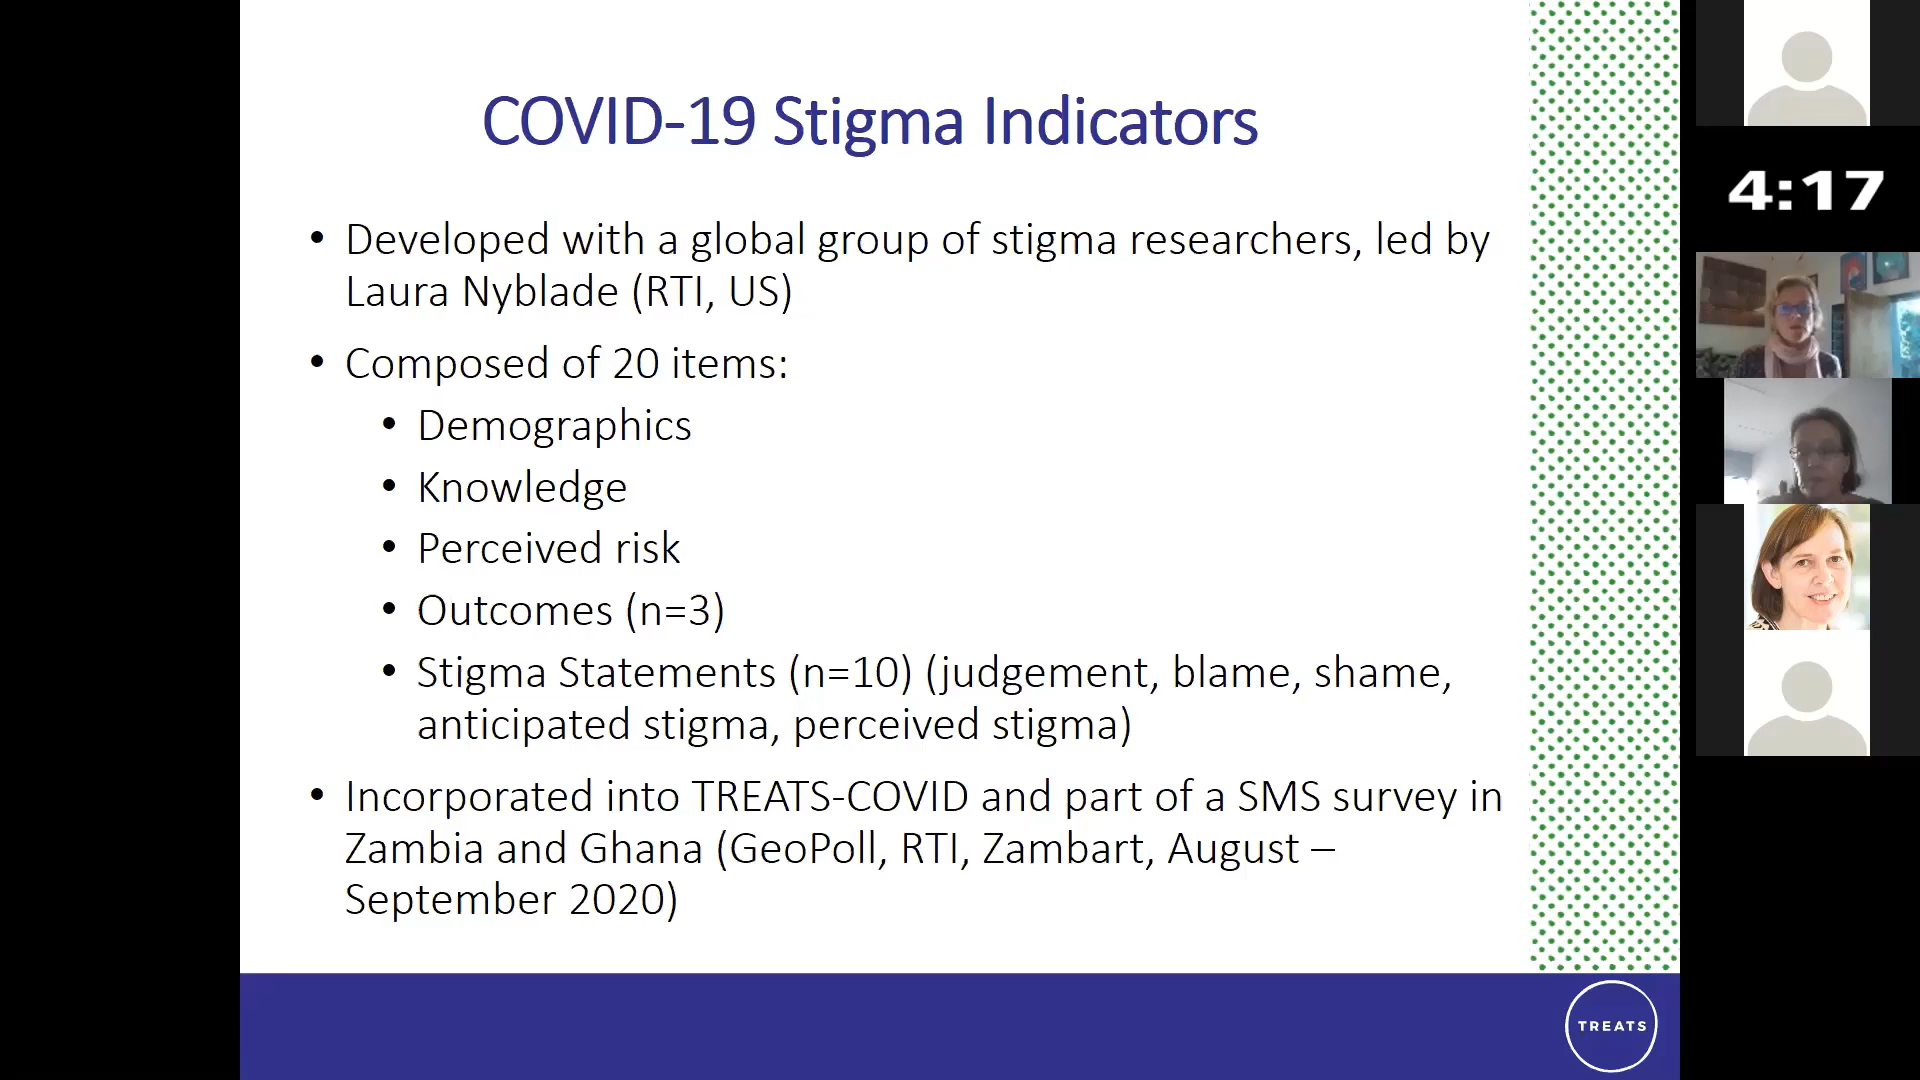 COVID-19 Stigma Indicators
• Developed with a global group of stigma researchers, led by
Laura Nyblade (RTI, US)
• Composed of 20 items:
• Demographics
• Knowledge
• Perceived risk
• Outcomes (n=3)
• Stigma Statements (n=10) (judgement, blame, shame,
anticipated stigma, perceived stigma)
• Incorporated into TREATS-COVID and part of a SMS survey in
Zambia and Ghana (GeoPoll, RTI, Zambart, August –
September 2020)
TREATS
4:17